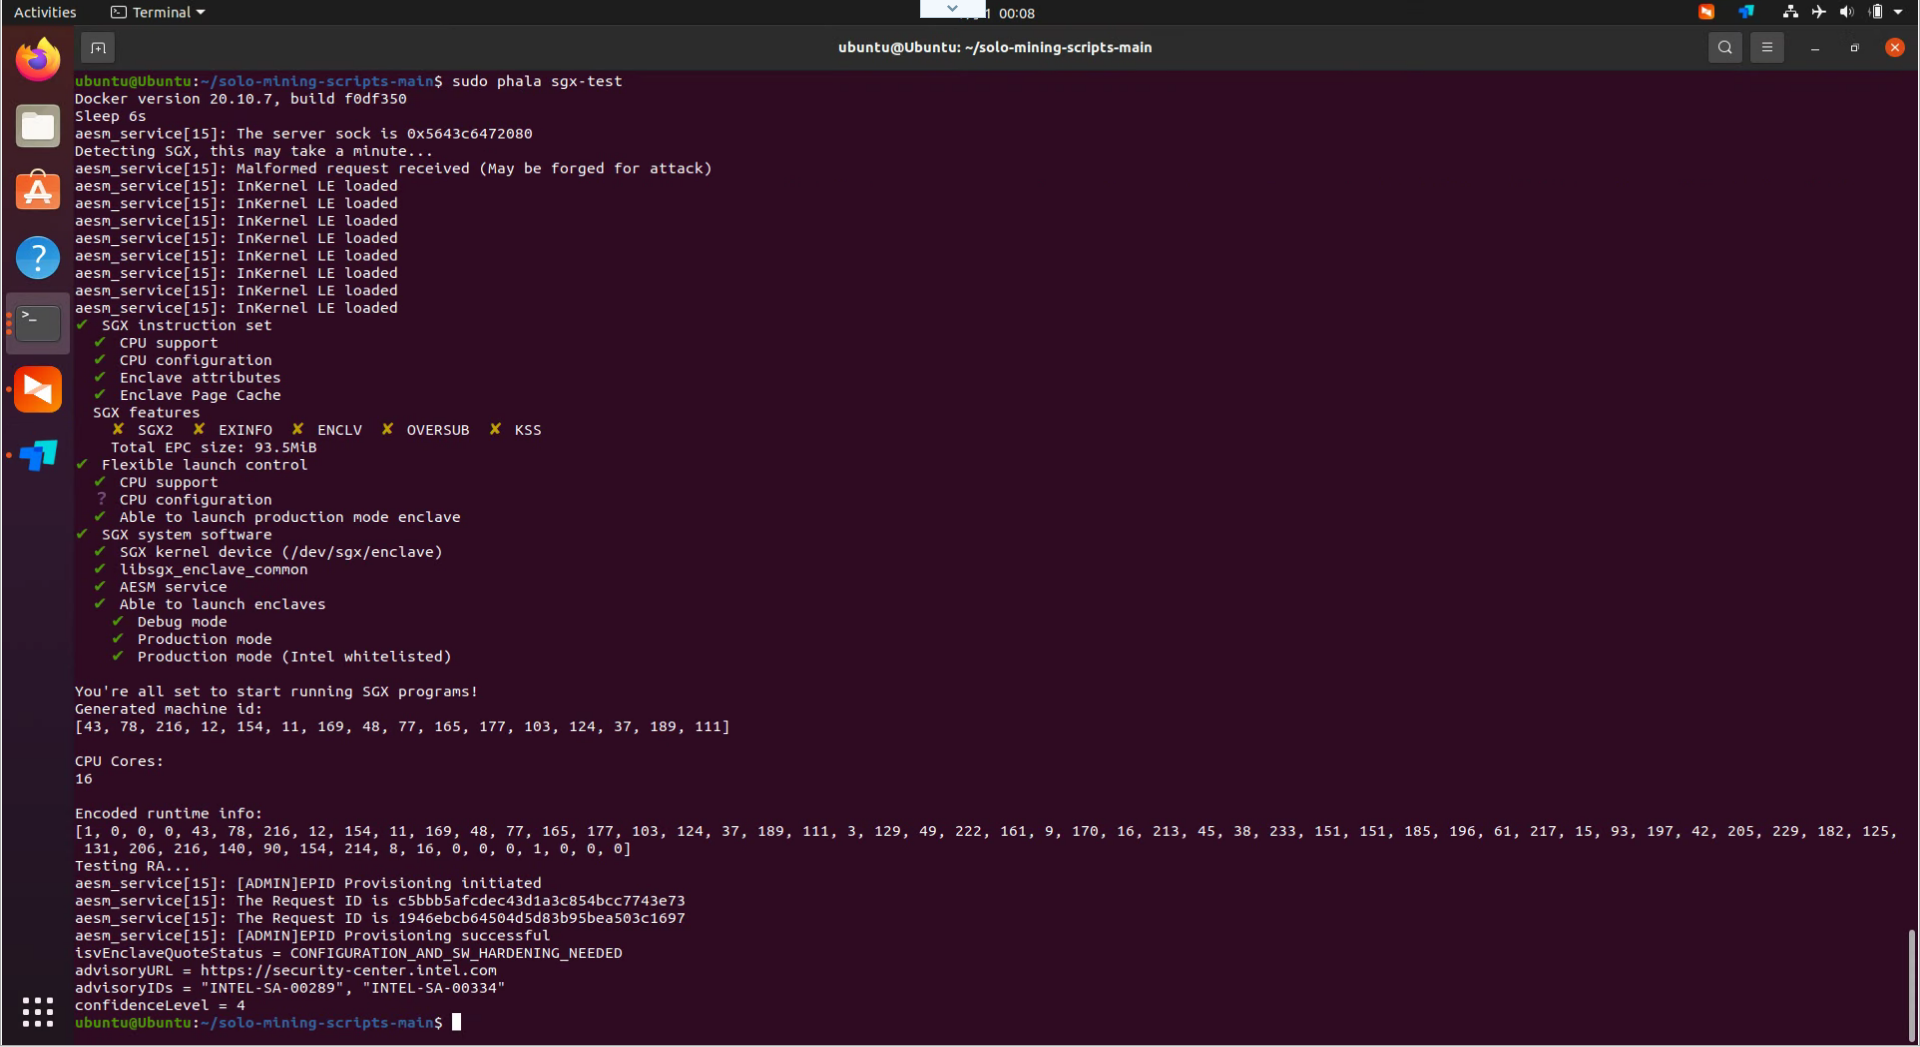 Activities
Terminal
1 00:08
ubuntu@Ubuntu: ~/solo-mining-scripts-main
ubuntu@Ubuntu:~/solo-mining-scripts-main$ sudo phala sgx-test
Docker version 20.10.7, build f0df350
Sleep 6s
aesm_service[15]: The server sock is 0x5643c6472080
Detecting SGX, this may take a minute...
aesm_service[15]: Malformed request received (May be forged for attack)
aesm_service[15]: InKernel LE loaded
aesm_service[15]: InKernel LE loaded
aesm_service[15]: InKernel LE loaded
aesm_service[15]: InKernel LE loaded
aesm_service[15]: InKernel LE loaded
aesm_service[15]: InKernel LE loaded
aesm_service[15]: InKernel LE loaded
aesm_service[15]: InKernel LE loaded
✔ SGX instruction set
✔ CPU support
✔ CPU configuration
✔ Enclave attributes
✔ Enclave Page Cache
SGX features
✘ SGX2 ✘ EXINFO ✘ ENCLV ✘ OVERSUB ✘ KSS
Total EPC size: 93.5MiB
✔ Flexible launch control
✔ CPU support
? CPU configuration
✔ Able to launch production mode enclave
✔ SGX system software
✔ SGX kernel device (/dev/sgx/enclave)
✔ libsgx_enclave_common
✔ AESM service
✔ Able to launch enclaves
✔ Debug mode
✔ Production mode
✔ Production mode (Intel whitelisted)
You're all set to start running SGX programs!
Generated machine id:
[43, 78, 216, 12, 154, 11, 169, 48, 77, 165, 177, 103, 124, 37, 189, 111]
CPU Cores:
16
Encoded runtime info:
[1, 0, 0, 0, 43, 78, 216, 12, 154, 11, 169, 48, 77, 165, 177, 103, 124, 37, 189, 111, 3, 129, 49, 222, 161, 9, 170, 16, 213, 45, 38, 233, 151, 151, 185, 196, 61, 217, 15, 93, 197, 42, 205, 229, 182, 125,
131, 206, 216, 140, 90, 154, 214, 8, 16, 0, 0, 0, 1, 0, 0, 0]
Testing RA...
aesm_service[15]: [ADMIN]EPID Provisioning initiated
aesm_service[15]: The Request ID is c5bbb5afcdec43d1a3c854bcc7743e73
aesm_service[15]: The Request ID is 1946ebcb64504d5d83b95bea503c1697
aesm_service[15]: [ADMIN]EPID Provisioning successful
isvEnclaveQuoteStatus = CONFIGURATION_AND_SW_HARDENING_NEEDED
advisoryURL = https://security-center.intel.com
advisoryIDs = "INTEL-SA-00289", "INTEL-SA-00334"
confidenceLevel = 4
ubuntu@Ubuntu:~/solo-mining-scripts-main$